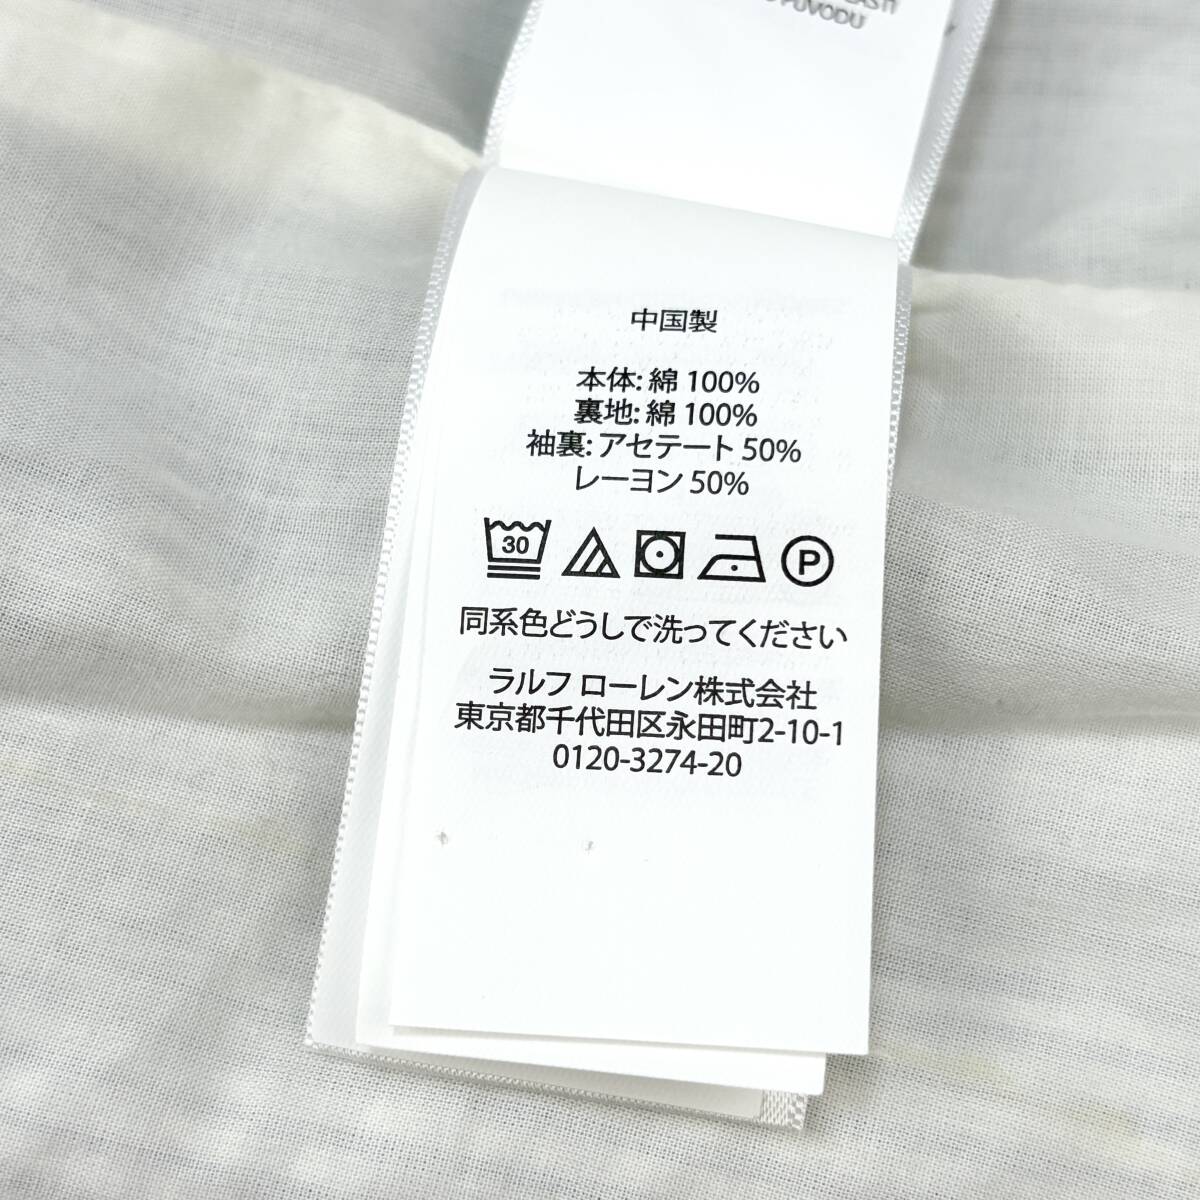 PŮVODU
中国製
本体: 綿 100%
裏地: 綿 100%
袖裏: アセテート 50%
レーヨン 50%
30
P
同系色どうしで洗ってください
ラルフ ローレン株式会社
東京都千代田区永田町2-10-1
0120-3274-20